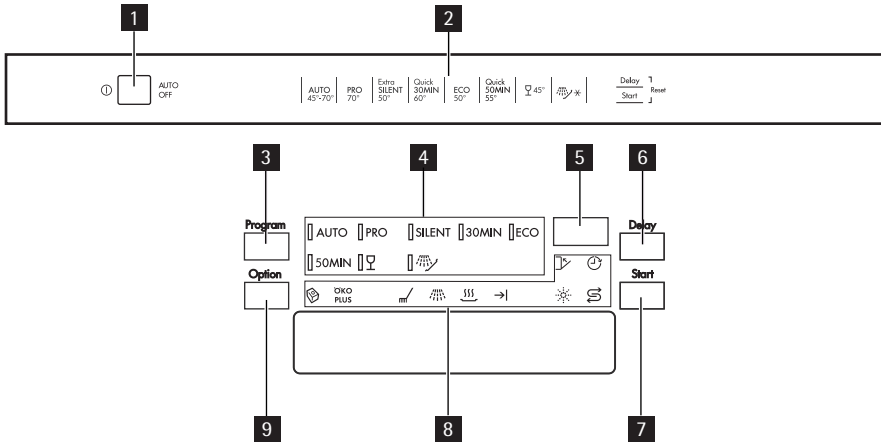 1
2
AUTO
OFF
AUTO
45°-70°
PRO
70°
Extra
SILENT
50°
Quick
30MIN
60°
ECO
50°
Quick
50MIN
55°
45°
Delay
Start
Reset
3
4
5
6
Program
AUTO PRO SILENT 30MIN ECO
50MIN
Delay
Option
ÖKO
PLUS
Start
9
8
7